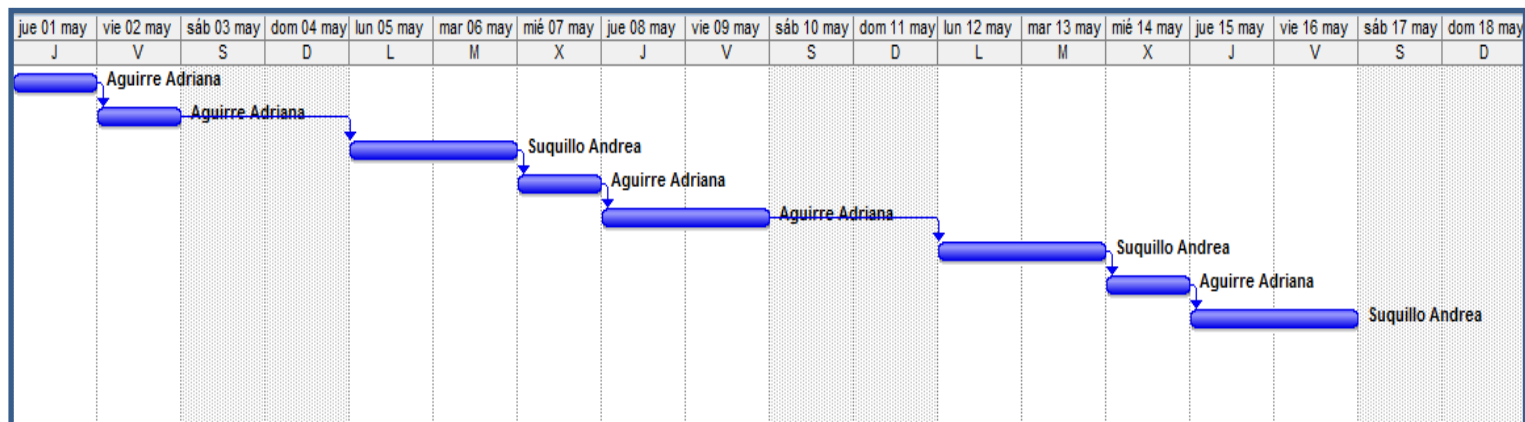 jue 01 may vie 02 may sáb 03 may dom 04 may lun 05 may mar 06 may mié 07 may jue 08 may vie 09 may sáb 10 may dom 11 may lun 12 may mar 13 may mié 14 may jue 15 may vie 16 may sáb 17 may dom 18 may
J V S D L M X J V S D L M X J V S D
Aguirre Adriana
Aguirre Adriana
Suquillo Andrea
Aguirre Adriana
Aguirre Adriana
Suquillo Andrea
Aguirre Adriana
Suquillo Andrea